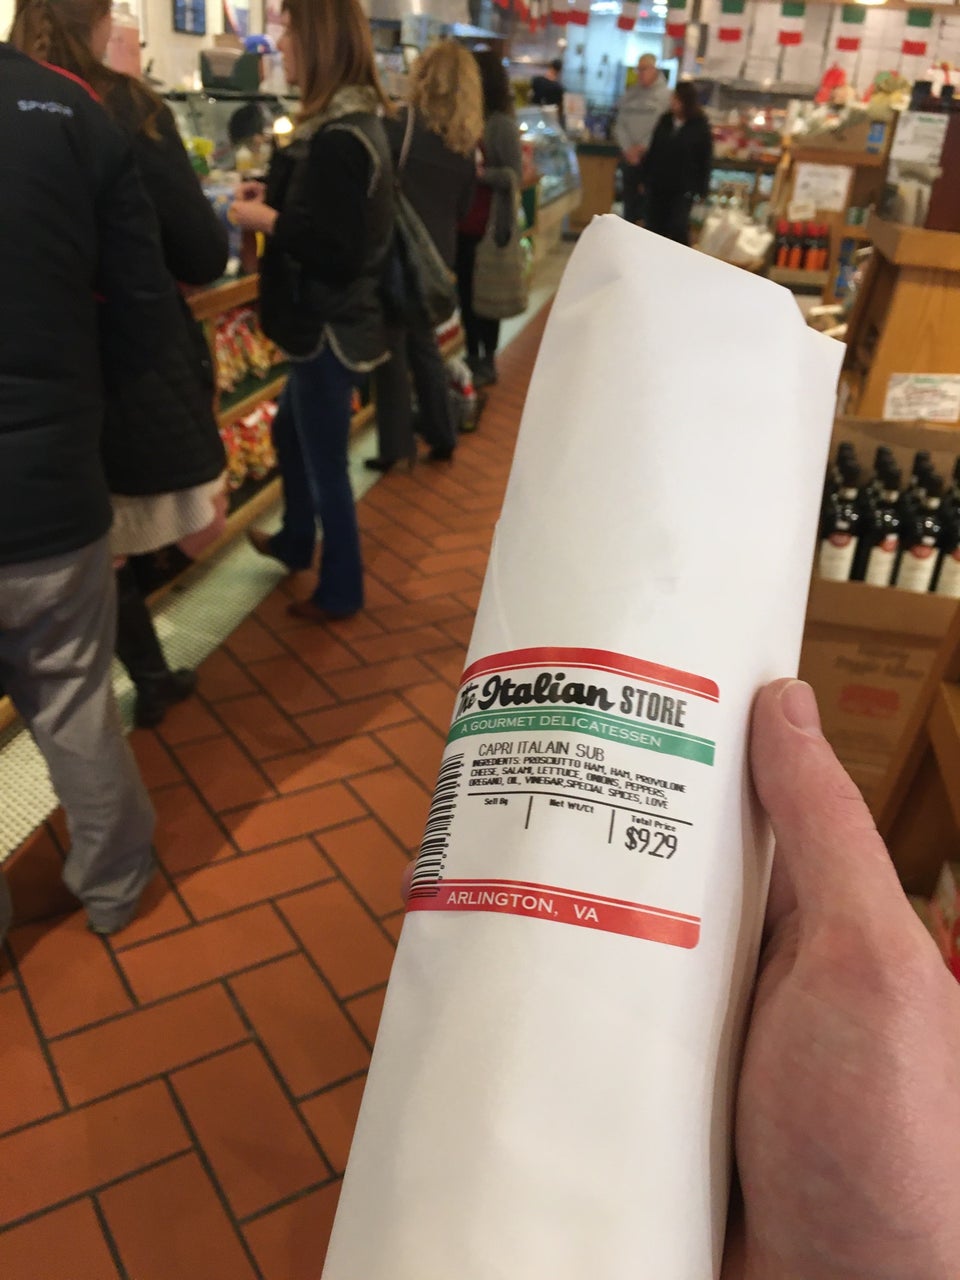 SPYDER
The Italian STORE
A GOURMET DELICATESSEN
CAPRI ITALAIN SUB
INGREDIENTS: PROSCIUTTO HAM, HAM, PROVOLONE
CHEESE, SALAMI, LETTUCE, ONIONS, PEPPERS,
OREGANO, OIL, VINEGAR,SPECIAL SPICES, LOVE
Sell By Net Wt/Ct Total Price
$9.29
ARLINGTON, VA